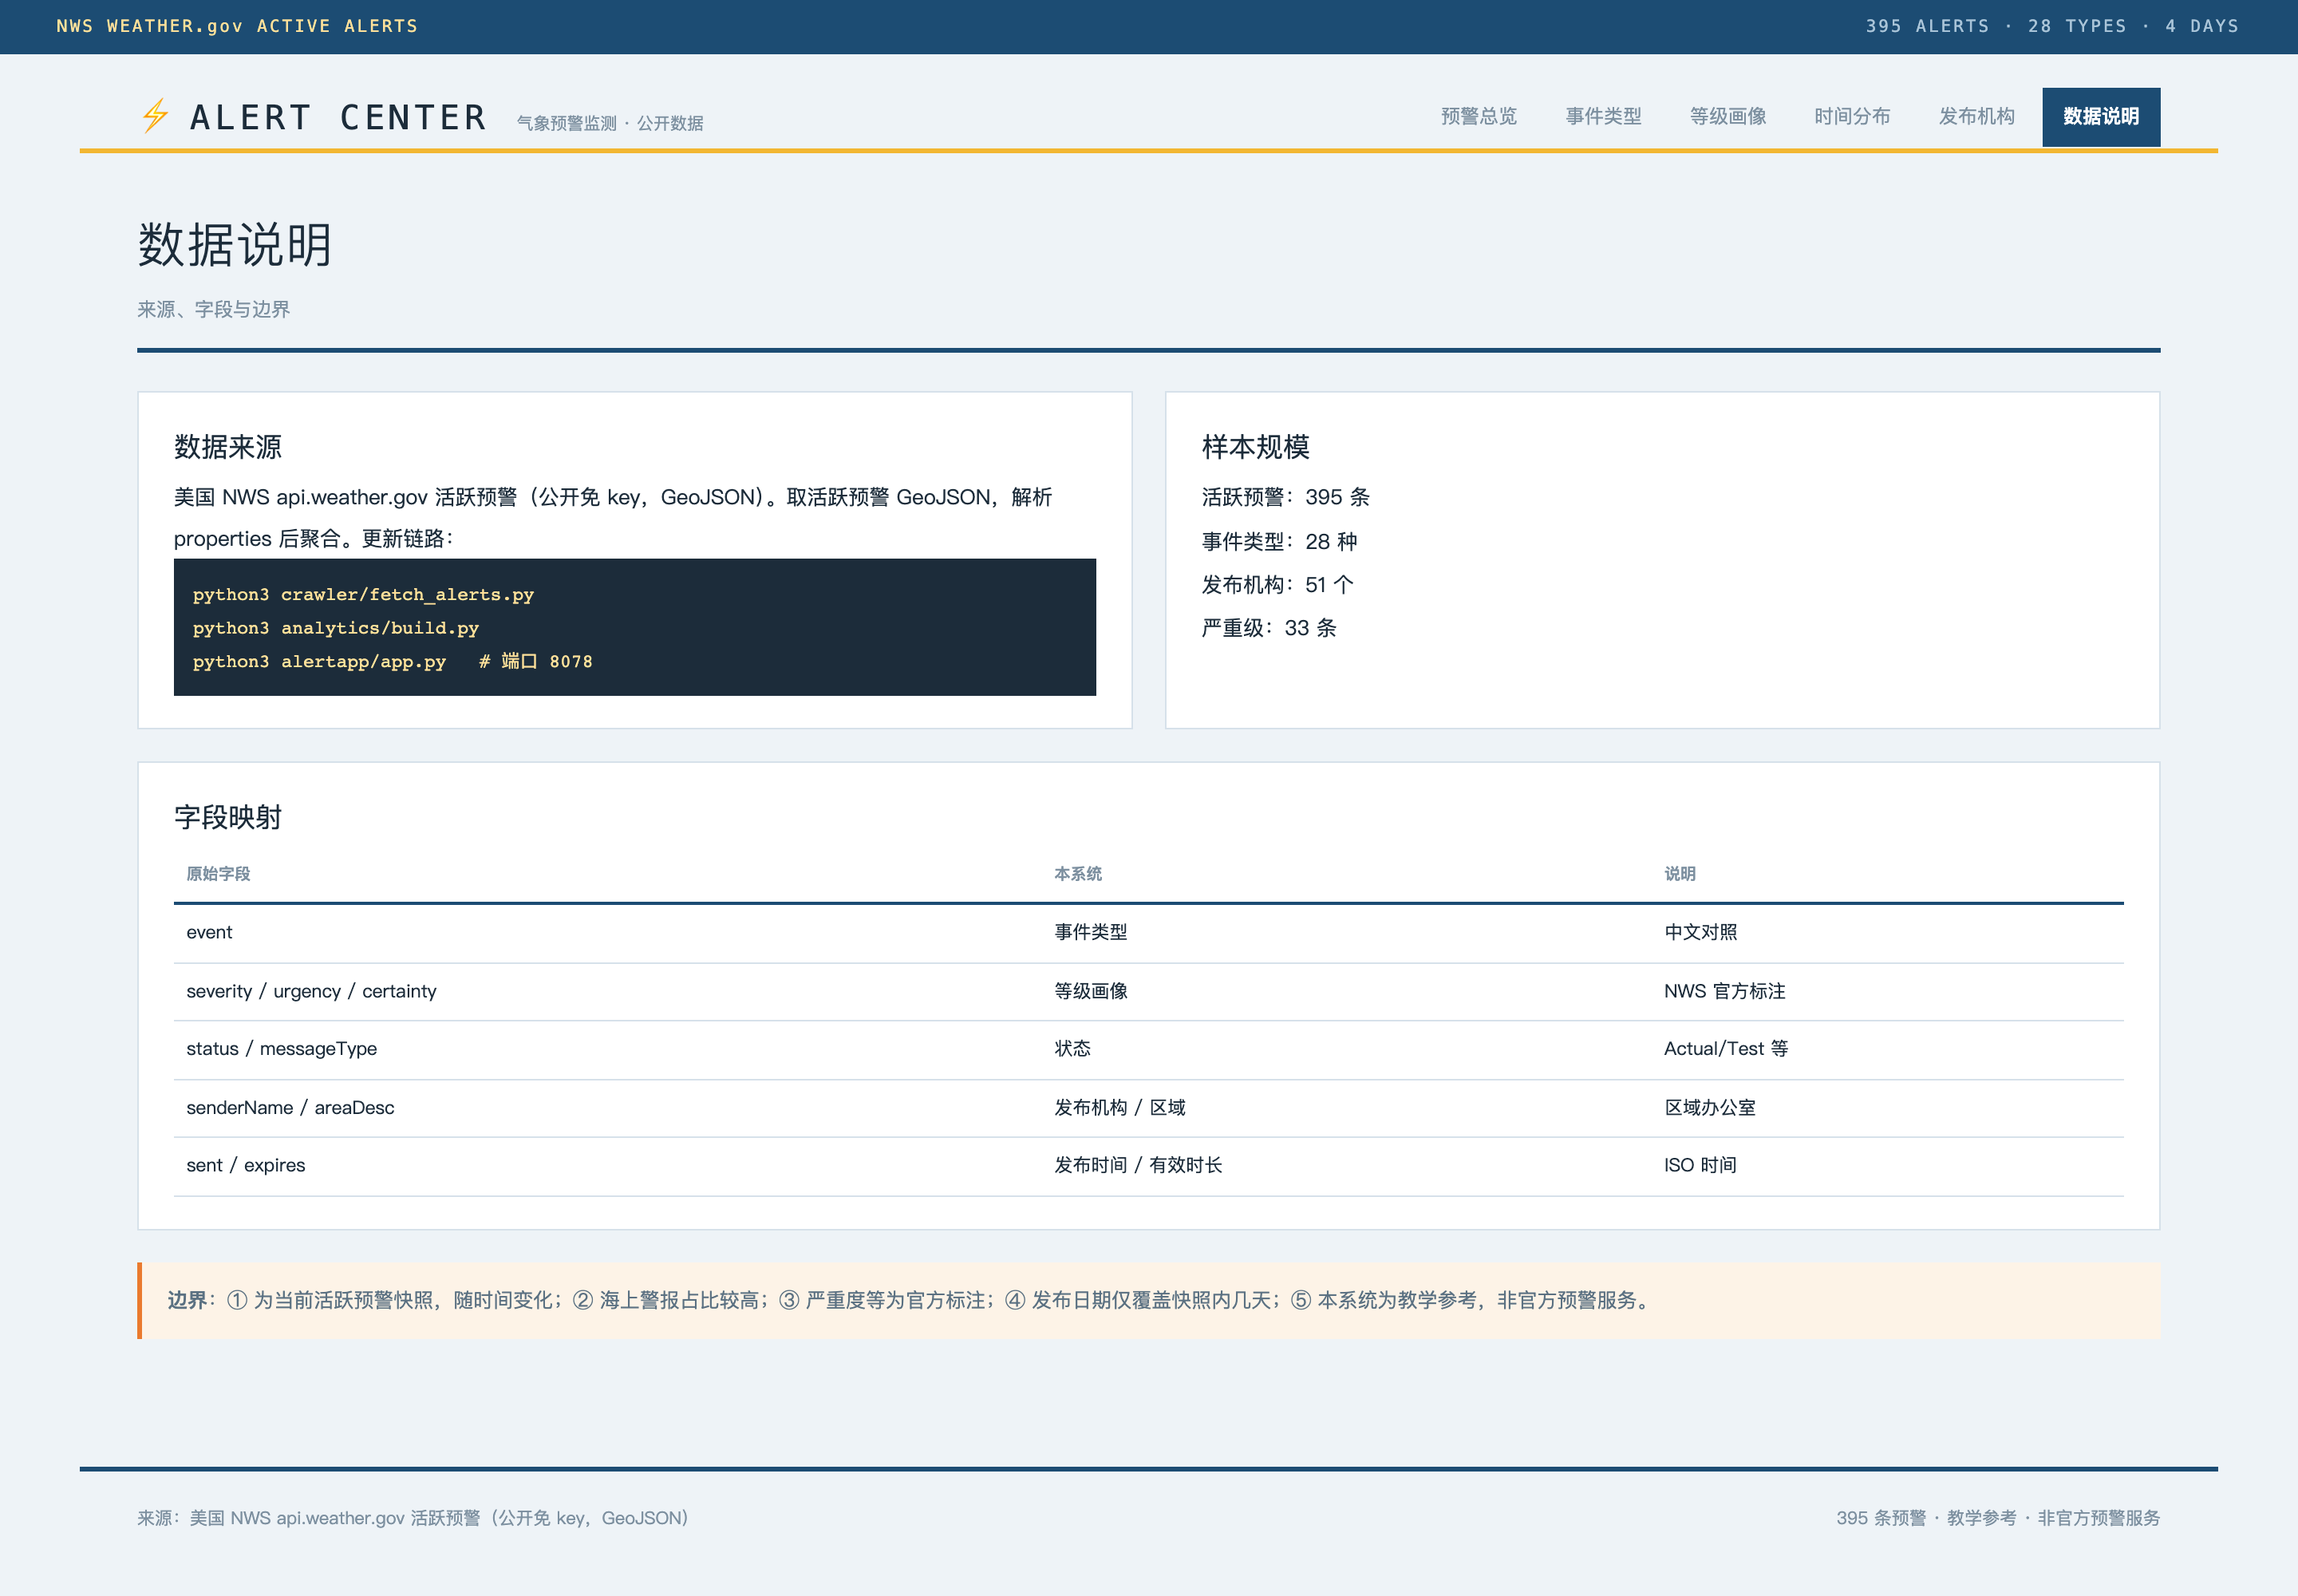 NWS WEATHER.gov ACTIVE ALERTS
395 ALERTS · 28 TYPES · 4 DAYS
⚡ ALERT CENTER 气象预警监测 · 公开数据
预警总览 事件类型 等级画像 时间分布 发布机构 数据说明
数据说明
来源、字段与边界
数据来源
美国 NWS api.weather.gov 活跃预警（公开免 key，GeoJSON）。取活跃预警 GeoJSON，解析
properties 后聚合。更新链路：
python3 crawler/fetch_alerts.py
python3 analytics/build.py
python3 alertapp/app.py   # 端口 8078
样本规模
活跃预警：395 条
事件类型：28 种
发布机构：51 个
严重级：33 条
字段映射
原始字段 本系统 说明
event 事件类型 中文对照
severity / urgency / certainty 等级画像 NWS 官方标注
status / messageType 状态 Actual/Test 等
senderName / areaDesc 发布机构 / 区域 区域办公室
sent / expires 发布时间 / 有效时长 ISO 时间
边界：① 为当前活跃预警快照，随时间变化；② 海上警报占比较高；③ 严重度等为官方标注；④ 发布日期仅覆盖快照内几天；⑤ 本系统为教学参考，非官方预警服务。
来源：美国 NWS api.weather.gov 活跃预警（公开免 key，GeoJSON）
395 条预警 · 教学参考 · 非官方预警服务